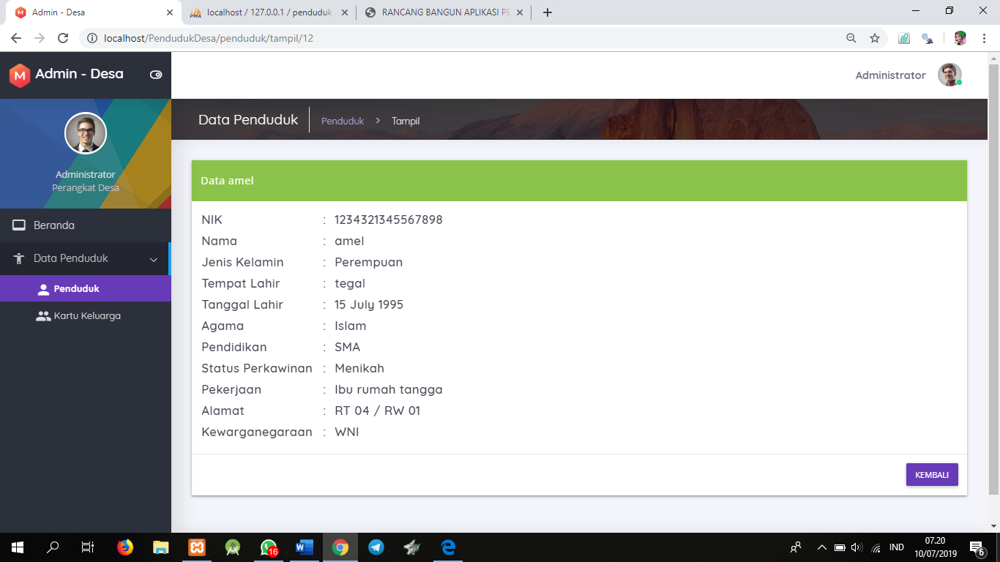 Admin - Desa
localhost / 127.0.0.1 / penduduk
RANCANG BANGUN APLIKASI PE
localhost/PendudukDesa/penduduk/tampil/12
M Admin - Desa
Administrator
Data Penduduk
Penduduk > Tampil
Administrator
Perangkat Desa
Beranda
Data Penduduk
Penduduk
Kartu Keluarga
Data amel
NIK : 1234321345567898
Nama : amel
Jenis Kelamin : Perempuan
Tempat Lahir : tegal
Tanggal Lahir : 15 July 1995
Agama : Islam
Pendidikan : SMA
Status Perkawinan : Menikah
Pekerjaan : Ibu rumah tangga
Alamat : RT 04 / RW 01
Kewarganegaraan : WNI
KEMBALI
16
IND
07.20
10/07/2019
6